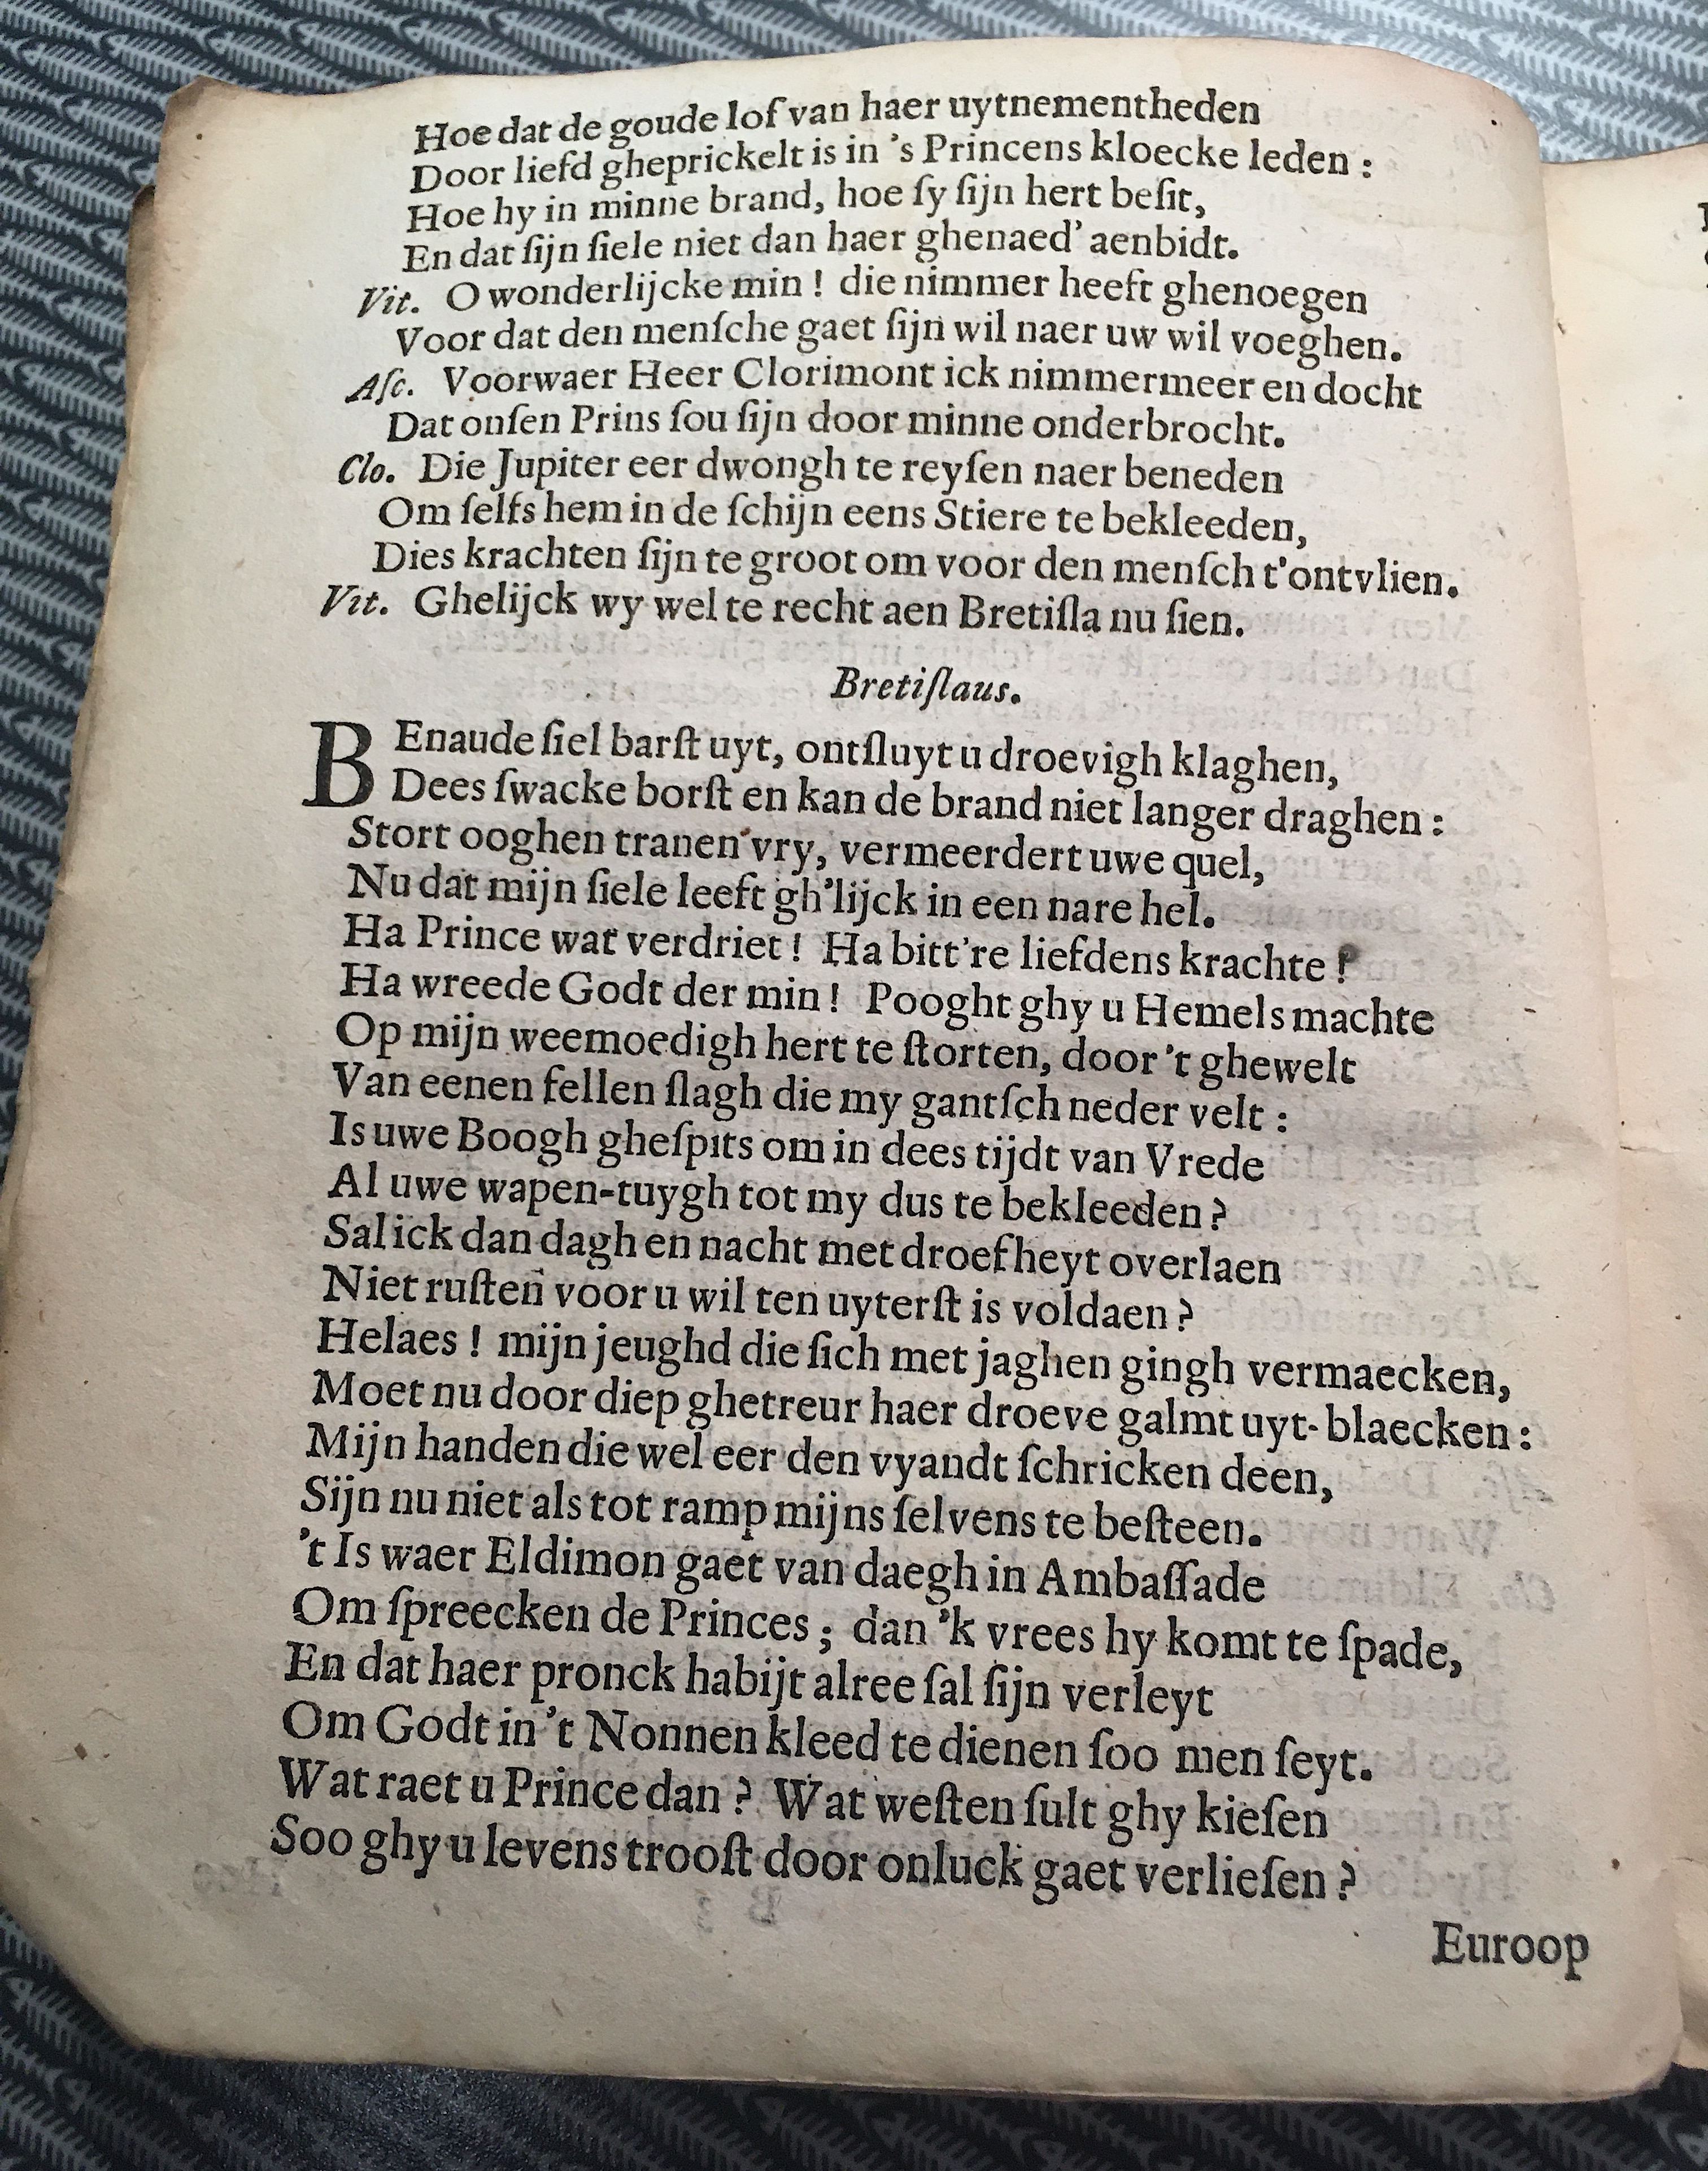 Hoe dat de goude lof van haer uytnementheden
Door liefd gheprickelt is in 's Princens kloecke leden :
Hoe hy in minne brand, hoe ſy ſijn hert beſit,
En dat ſijn ſiele niet dan haer ghenaed' aenbidt.
Vit. O wonderlijcke min ! die nimmer heeft ghenoegen
Voor dat den menſche gaet ſijn wil naer uw wil voeghen.
Aſc. Voorwaer Heer Clorimont ick nimmermeer en docht
Dat onſen Prins ſou ſijn door minne onderbrocht.
Clo. Die Jupiter eer dwongh te reyſen naer beneden
Om ſelfs hem in de ſchijn eens Stiere te bekleeden,
Dies krachten ſijn te groot om voor den menſch t'ontvlien.
Vit. Ghelijck wy wel te recht aen Bretiſla nu ſien.
Bretiſlaus.
BEnaude ſiel barſt uyt, ontſluyt u droevigh klaghen,
Dees ſwacke borſt en kan de brand niet langer draghen :
Stort ooghen tranen vry, vermeerdert uwe quel,
Nu dat mijn ſiele leeft gh'lijck in een nare hel.
Ha Prince wat verdriet ! Ha bitt're liefdens krachte !
Ha wreede Godt der min ! Pooght ghy u Hemels machte
Op mijn weemoedigh hert te ſtorten, door 't ghewelt
Van eenen fellen ſlagh die my gantſch neder velt :
Is uwe Boogh gheſpits om in dees tijdt van Vrede
Al uwe wapen-tuygh tot my dus te bekleeden ?
Sal ick dan dagh en nacht met droefheyt overlaen
Niet ruſten voor u wil ten uyterſt is voldaen ?
Helaes ! mijn jeughd die ſich met jaghen gingh vermaecken,
Moet nu door diep ghetreur haer droeve galmt uyt-blaecken :
Mijn handen die wel eer den vyandt ſchricken deen,
Sijn nu niet als tot ramp mijns ſelvens te beſteen.
't Is waer Eldimon gaet van daegh in Ambaſſade
Om ſpreecken de Princes ; dan 'k vrees hy komt te ſpade,
En dat haer pronck habijt alree ſal ſijn verleyt
Om Godt in 't Nonnen kleed te dienen ſoo men ſeyt.
Wat raet u Prince dan ? Wat weſten ſult ghy kieſen
Soo ghy u levens trooſt door onluck gaet verlieſen ?
Euroop